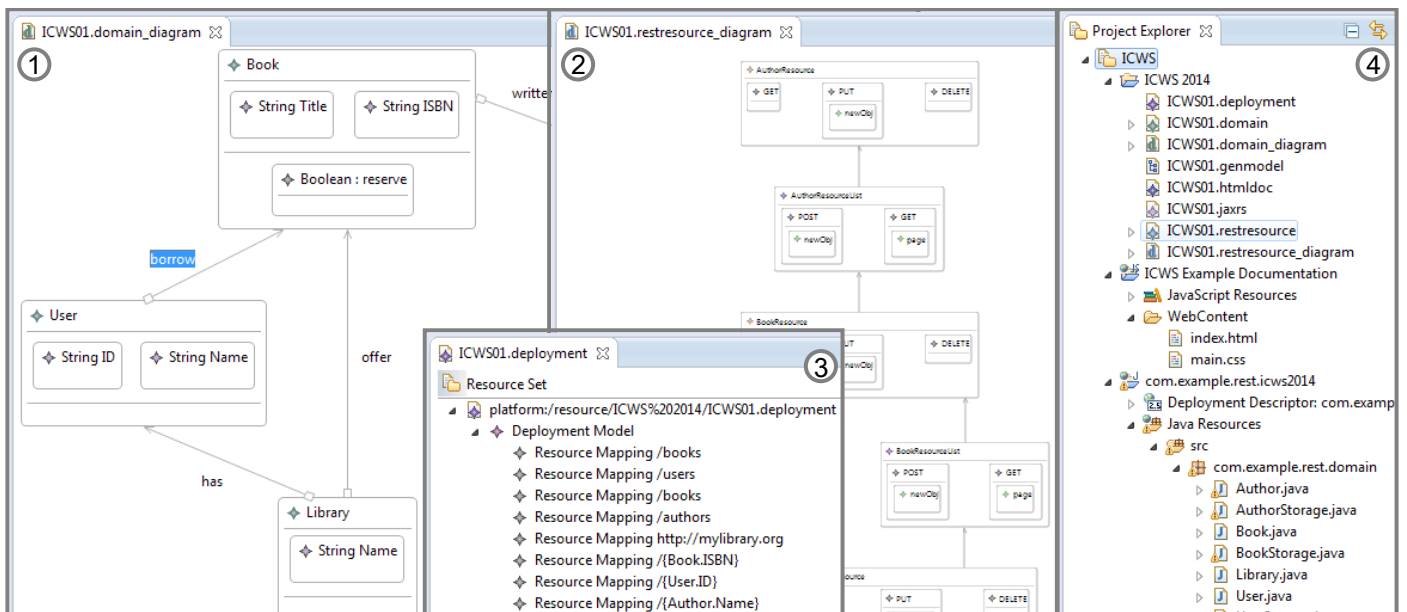 ICWS01.domain_diagram
1
Book
String Title
String ISBN
Boolean : reserve
borrow
User
String ID
String Name
offer
has
Library
String Name
ICWS01.restresource_diagram
2
AuthorResource
GET
PUT
DELETE
newObj
AuthorResourceList
POST
GET
newObj
page
BookResource
DELETE
BookResourceList
POST
GET
newObj
page
PUT
DELETE
ICWS01.deployment
3
Resource Set
platform:/resource/ICWS%202014/ICWS01.deployment
Deployment Model
Resource Mapping /books
Resource Mapping /users
Resource Mapping /books
Resource Mapping /authors
Resource Mapping http://mylibrary.org
Resource Mapping /{Book.ISBN}
Resource Mapping /{User.ID}
Resource Mapping /{Author.Name}
Project Explorer
4
ICWS
ICWS 2014
ICWS01.deployment
ICWS01.domain
ICWS01.domain_diagram
ICWS01.genmodel
ICWS01.htmldoc
ICWS01.jaxrs
ICWS01.restresource
ICWS01.restresource_diagram
ICWS Example Documentation
JavaScript Resources
WebContent
index.html
main.css
com.example.rest.icws2014
Deployment Descriptor: com.examp
Java Resources
src
com.example.rest.domain
Author.java
AuthorStorage.java
Book.java
BookStorage.java
Library.java
User.java